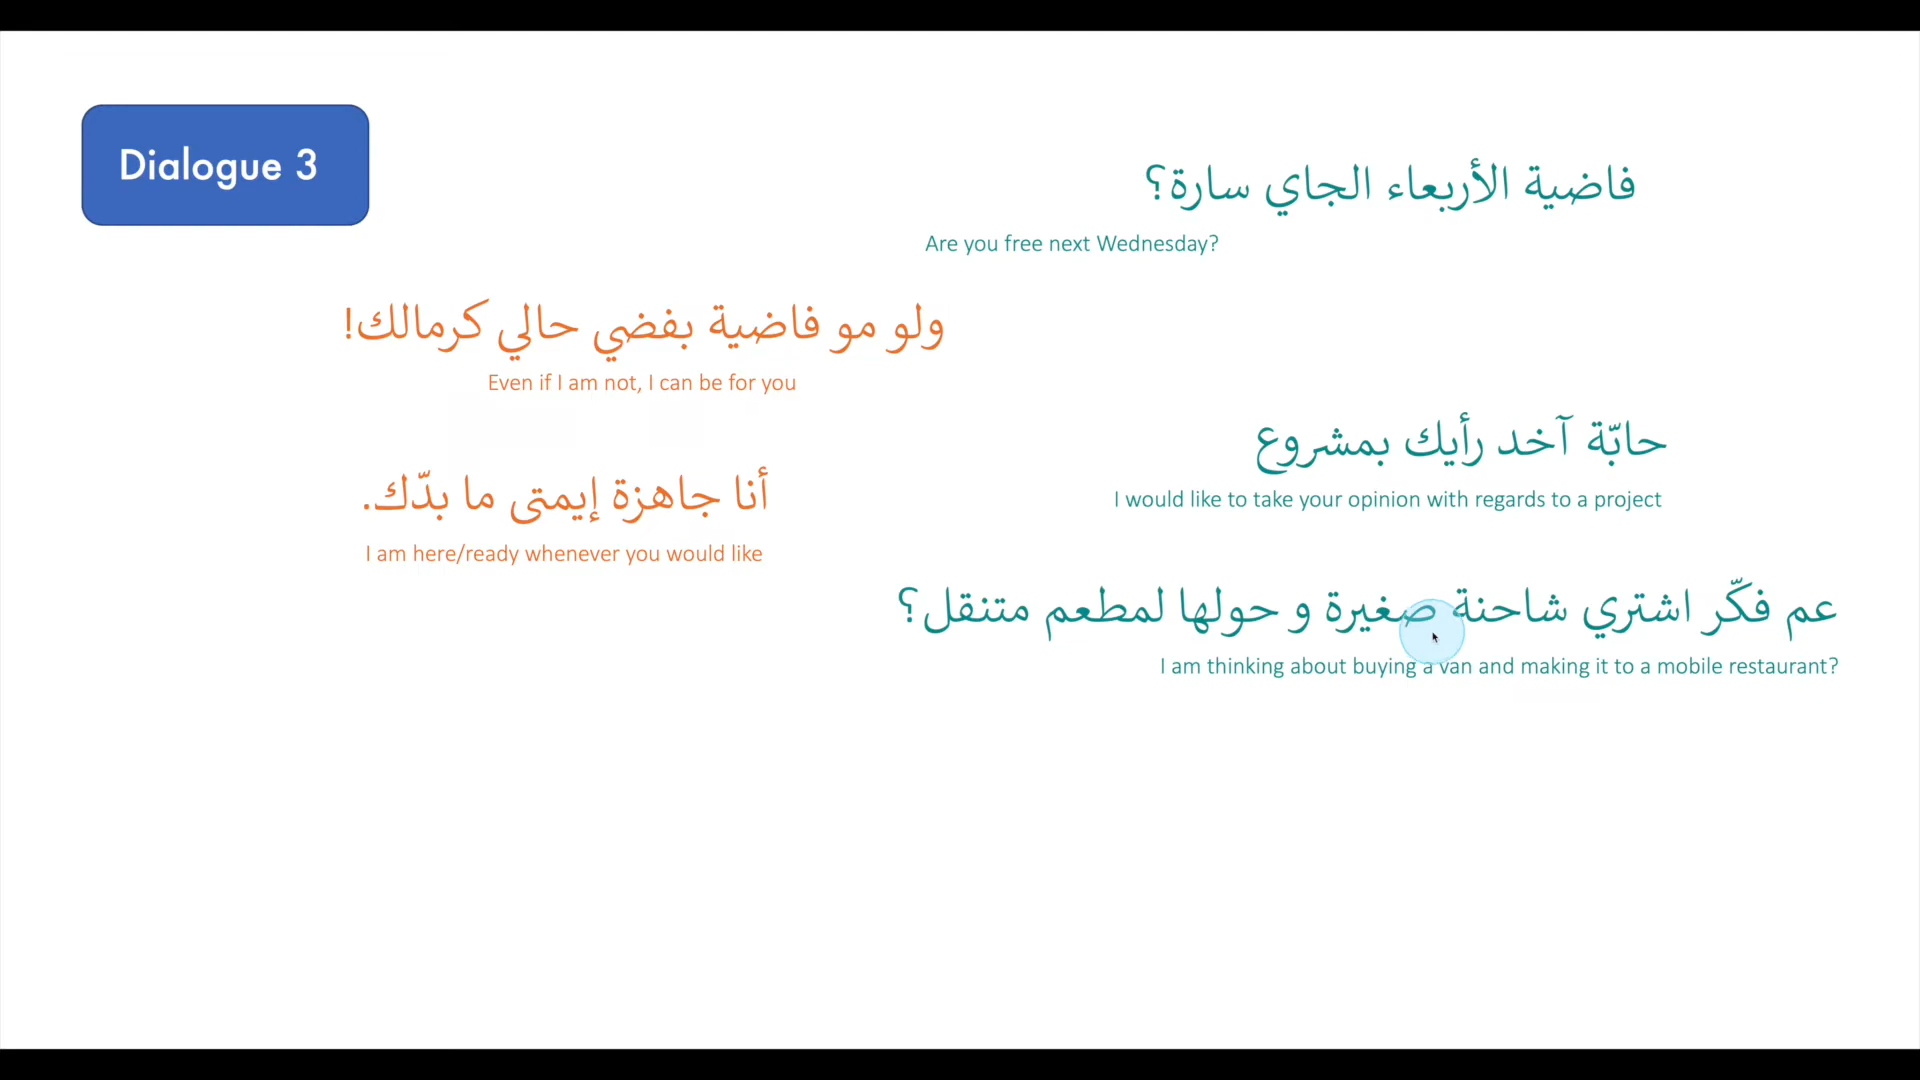 Dialogue 3
فاضية الأربعاء الجاي سارة؟
Are you free next Wednesday?
ولو مو فاضية بفضي حالي كرمالك!
Even if I am not, I can be for you
حابّة آخد رأيك بمشروع
I would like to take your opinion with regards to a project
أنا جاهزة إيمتى ما بدّك.
I am here/ready whenever you would like
عم فكّر اشتري شاحنة صغيرة و حولها لمطعم متنقل؟
I am thinking about buying a van and making it to a mobile restaurant?